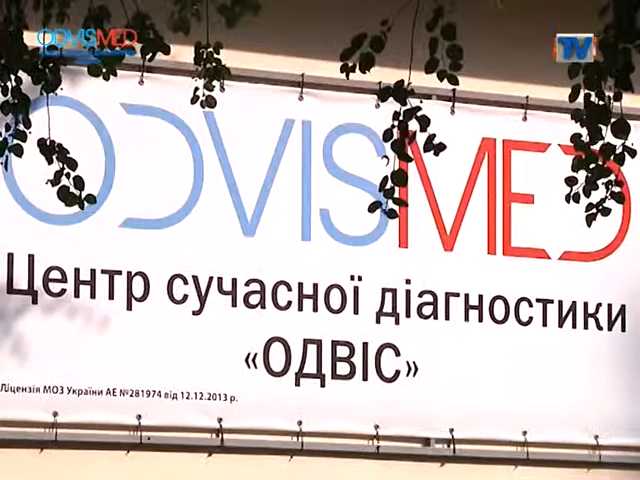 ODVISMED
TV
ODVISMED
Центр сучасної діагностики
«ОДВІС»
Ліцензія МОЗ України АЕ №281974 від 12.12.2013 р.